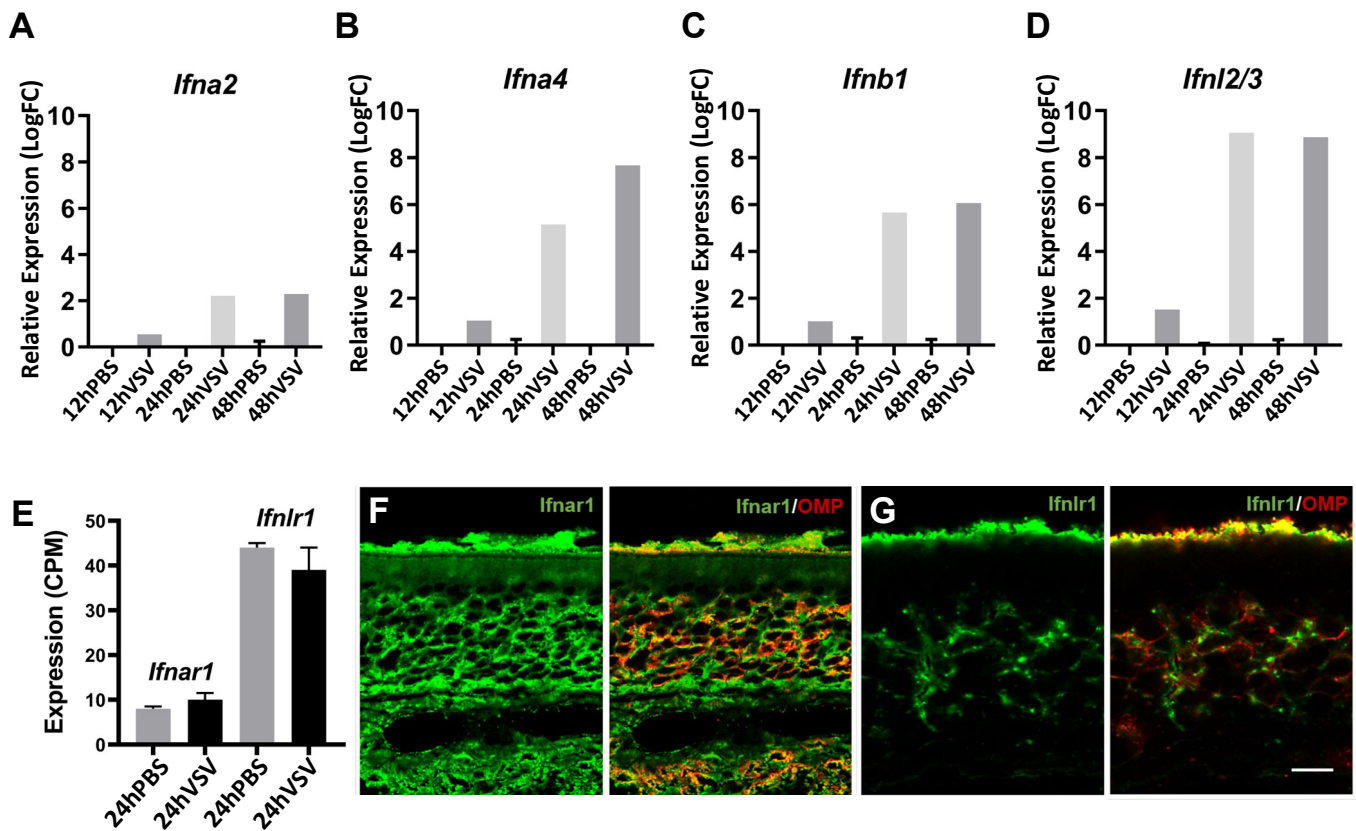 A
B
C
D
Ifna2
Ifna4
Ifnb1
Ifnl2/3
Relative Expression (LogFC)
10
8
6
4
2
0
12hPBS
12hVSV
24hPBS
24hVSV
48hPBS
48hVSV
Relative Expression (LogFC)
10
8
6
4
2
0
12hPBS
12hVSV
24hPBS
24hVSV
48hPBS
48hVSV
Relative Expression (LogFC)
10
8
6
4
2
0
12hPBS
12hVSV
24hPBS
24hVSV
48hPBS
48hVSV
Relative Expression (LogFC)
10
8
6
4
2
0
12hPBS
12hVSV
24hPBS
24hVSV
48hPBS
48hVSV
E
Expression (CPM)
50
40
30
20
10
0
Ifnlr1
Ifnar1
24hPBS
24hVSV
24hPBS
24hVSV
F
Ifnar1
Ifnar1/OMP
G
Ifnlr1
Ifnlr1/OMP